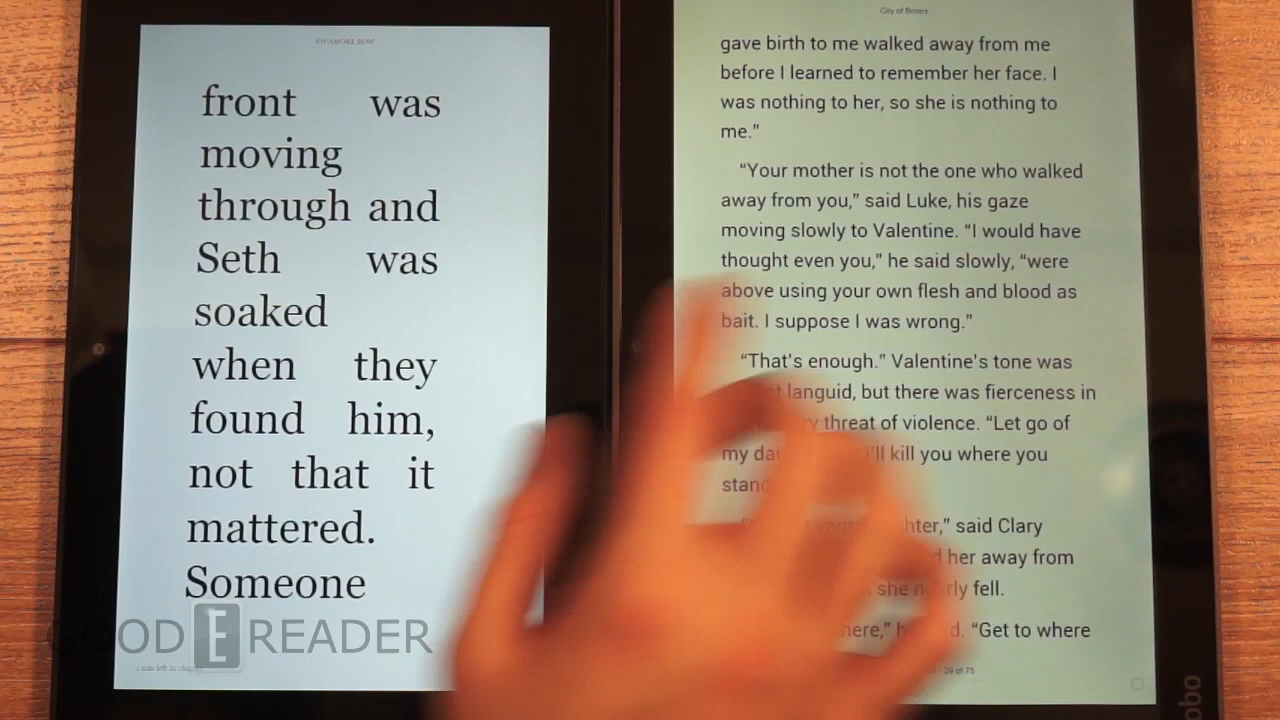 SYCAMORE ROW
front was
moving
through and
Seth was
soaked
when they
found him,
not that it
mattered.
Someone
GOOD E READER
City of Bones
gave birth to me walked away from me
before I learned to remember her face. I
was nothing to her, so she is nothing to
me.”
“Your mother is not the one who walked
away from you,” said Luke, his gaze
moving slowly to Valentine. “I would have
thought even you,” he said slowly, “were
above using your own flesh and blood as
bait. I suppose I was wrong.”
“That's enough.” Valentine's tone was
languid, but there was fierceness in
threat of violence. “Let go of
my I'll kill you where you
said Clary
her away from
she fell.
“Get to where
29 of 75
kobo